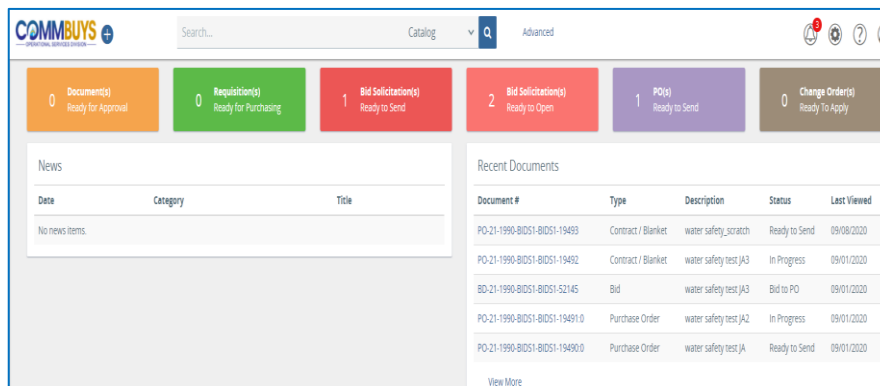 COMMBUYS
OPERATIONAL SERVICES DIVISION
Search...
Catalog
Advanced
3
0 Document(s) Ready for Approval
0 Requisition(s) Ready for Purchasing
1 Bid Solicitation(s) Ready to Send
2 Bid Solicitation(s) Ready to Open
1 PO(s) Ready to Send
0 Change Order(s) Ready To Apply
News
Date Category Title
No news items.
Recent Documents
Document # Type Description Status Last Viewed
PO-21-1990-BIDS1-BIDS1-19493 Contract / Blanket water safety_scratch Ready to Send 09/08/2020
PO-21-1990-BIDS1-BIDS1-19492 Contract / Blanket water safety test JA3 In Progress 09/01/2020
BD-21-1990-BIDS1-BIDS1-52145 Bid water safety test JA3 Bid to PO 09/01/2020
PO-21-1990-BIDS1-BIDS1-19491:0 Purchase Order water safety test JA2 In Progress 09/01/2020
PO-21-1990-BIDS1-BIDS1-19490:0 Purchase Order water safety test JA Ready to Send 09/01/2020
View More